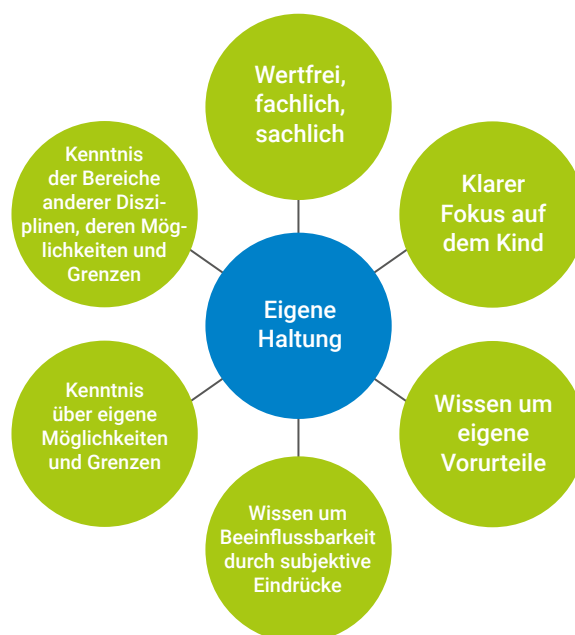 Wertfrei,
fachlich,
sachlich
Klarer
Fokus auf
dem Kind
Wissen um
eigene
Vorurteile
Wissen um
Beeinflussbarkeit
durch subjektive
Eindrücke
Kenntnis
über eigene
Möglichkeiten
und Grenzen
Kenntnis
der Bereiche
anderer Diszi-
plinen, deren Mög-
lichkeiten und
Grenzen
Eigene
Haltung